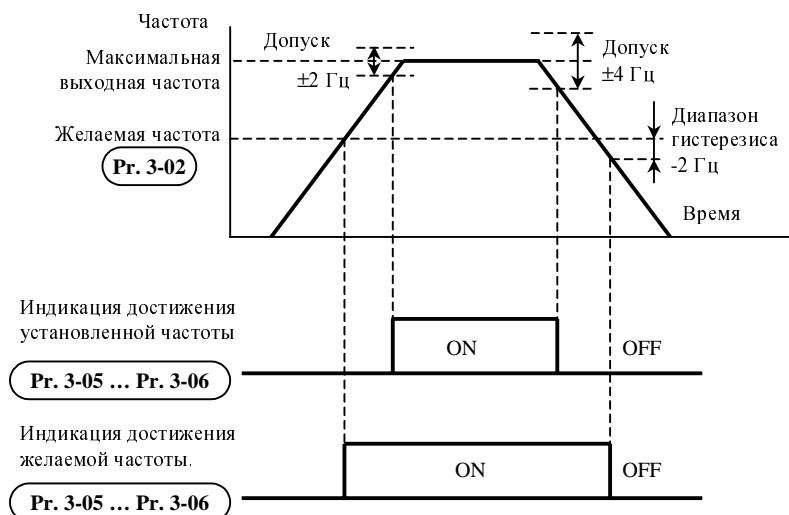 Частота
Допуск
±2 Гц
Максимальная
выходная частота
Допуск
±4 Гц
Желаемая частота
Pr. 3-02
Диапазон
гистерезиса
-2 Гц
Время
Индикация достижения
установленной частоты
Pr. 3-05 ... Pr. 3-06
ON
OFF
Индикация достижения
желаемой частоты.
Pr. 3-05 ... Pr. 3-06
ON
OFF